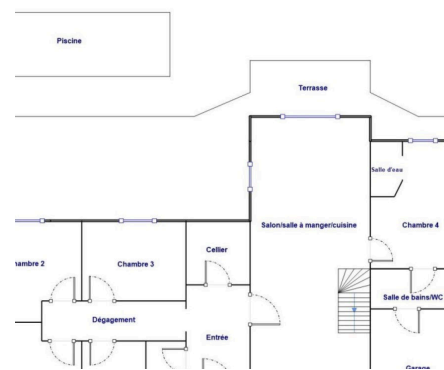 Piscine
Terrasse
Salle d'eau
Salon/salle à manger/cuisine
Chambre 4
Cellier
hambre 2
Chambre 3
Salle de bains/WC
Dégagement
Entrée
Garage